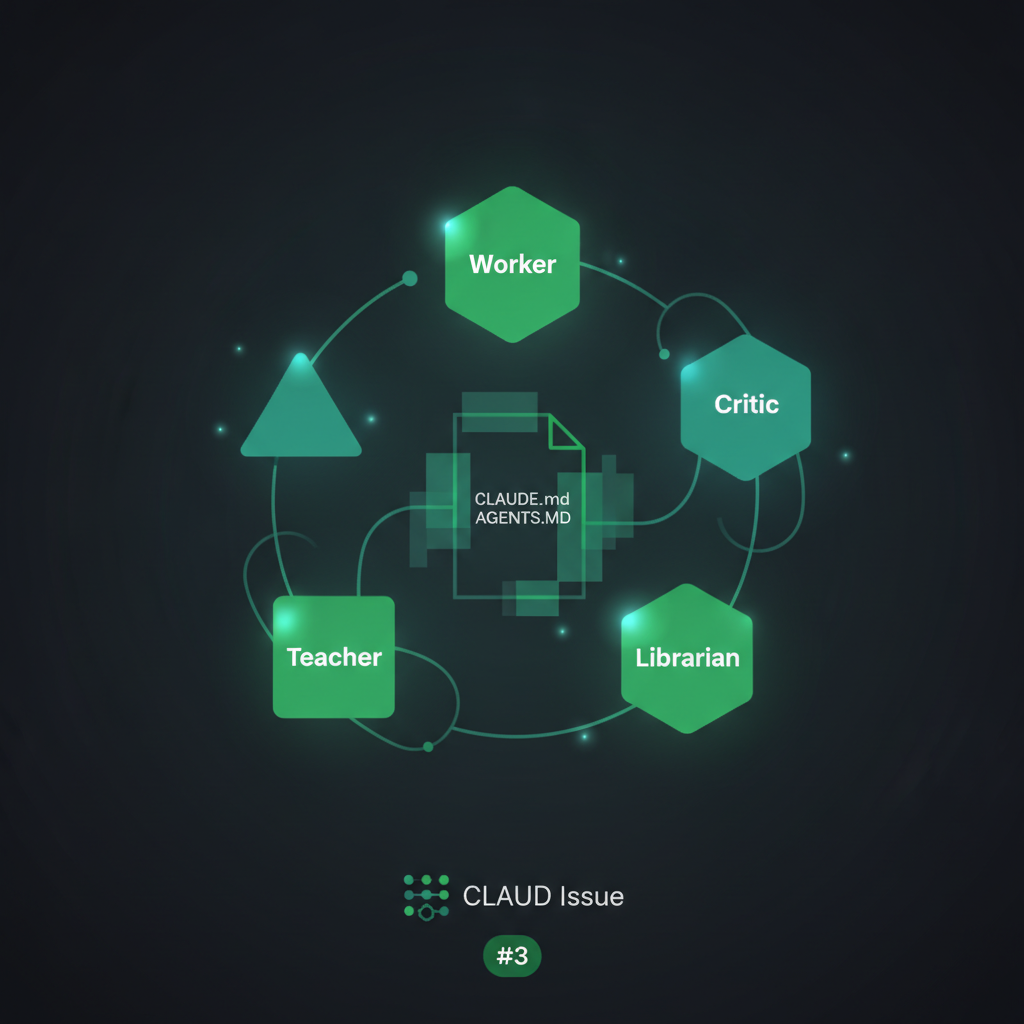 Worker
Critic
CLAUDE.md
AGENTS.MD
Teacher
Librarian
CLAUD Issue
#3